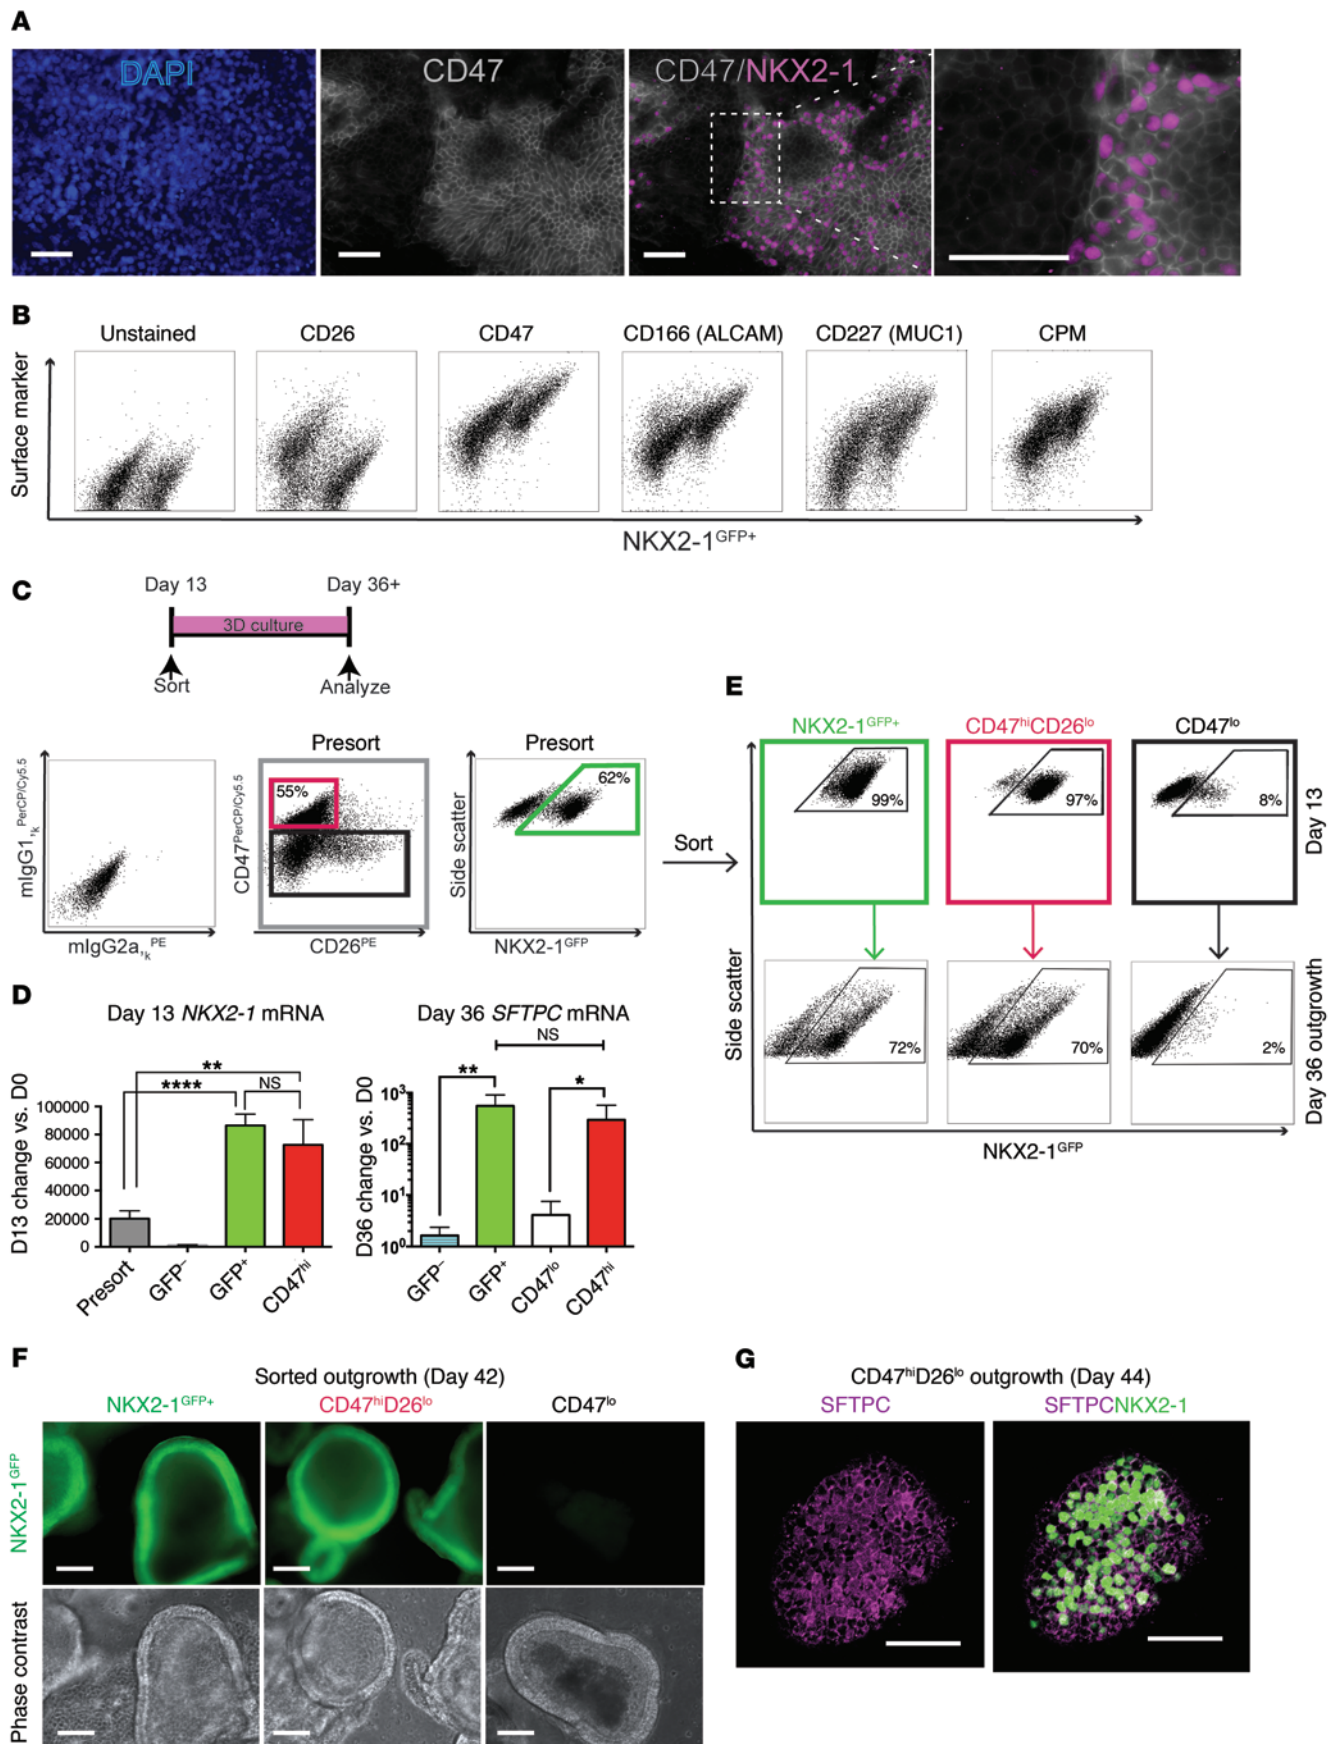 A
DAPI
CD47
CD47/NKX2-1
B
Unstained
CD26
CD47
CD166 (ALCAM)
CD227 (MUC1)
CPM
Surface marker
NKX2-1GFP+
C
Day 13
Day 36+
3D culture
Sort
Analyze
Presort
Presort
mIgG1,k PerCP/Cy5.5
mIgG2a,k PE
CD47PerCP/Cy5.5
55%
CD26PE
Side scatter
62%
NKX2-1GFP
Sort
E
NKX2-1GFP+
CD47hiCD26lo
CD47lo
99%
97%
8%
Day 13
Side scatter
72%
70%
2%
Day 36 outgrowth
NKX2-1GFP
D
Day 13 NKX2-1 mRNA
**
****
NS
D13 change vs. D0
100000
80000
60000
40000
20000
0
Presort
GFP−
GFP+
CD47hi
Day 36 SFTPC mRNA
NS
**
*
D36 change vs. D0
10³
10²
10¹
10⁰
GFP−
GFP+
CD47lo
CD47hi
F
Sorted outgrowth (Day 42)
NKX2-1GFP+
CD47hiD26lo
CD47lo
NKX2-1GFP
Phase contrast
G
CD47hiD26lo outgrowth (Day 44)
SFTPC
SFTPCNKX2-1